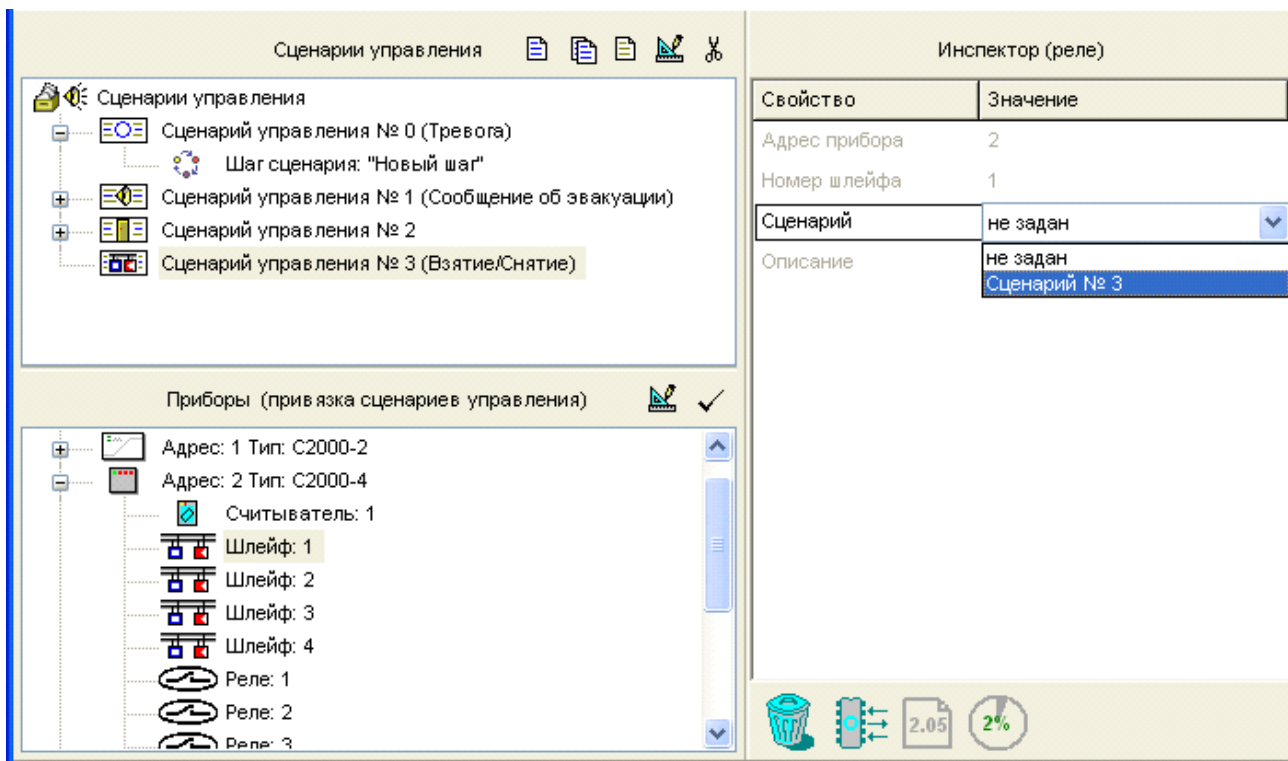 Сценарии управления
Сценарии управления
Сценарий управления № 0 (Тревога)
Шаг сценария: "Новый шаг"
Сценарий управления № 1 (Сообщение об эвакуации)
Сценарий управления № 2
Сценарий управления № 3 (Взятие/Снятие)
Приборы (привязка сценариев управления)
Адрес: 1 Тип: С2000-2
Адрес: 2 Тип: С2000-4
Считыватель: 1
Шлейф: 1
Шлейф: 2
Шлейф: 3
Шлейф: 4
Реле: 1
Реле: 2
Реле: 3
Инспектор (реле)
Свойство Значение
Адрес прибора 2
Номер шлейфа 1
Сценарий не задан
Описание не задан
Сценарий № 3
2.05 2%